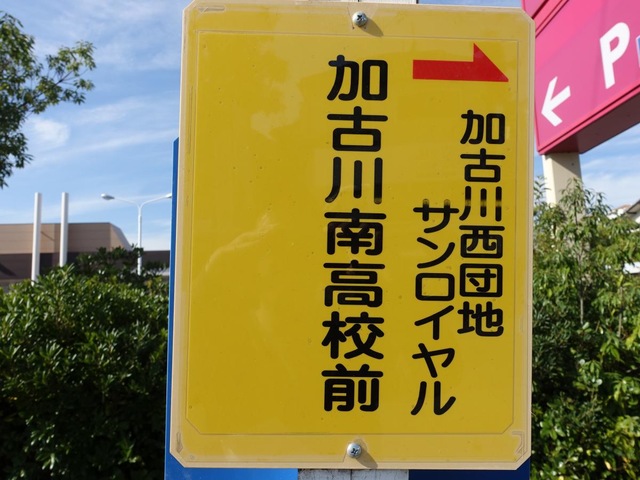 加古川西団地
サンロイヤル
加古川南高校前
P